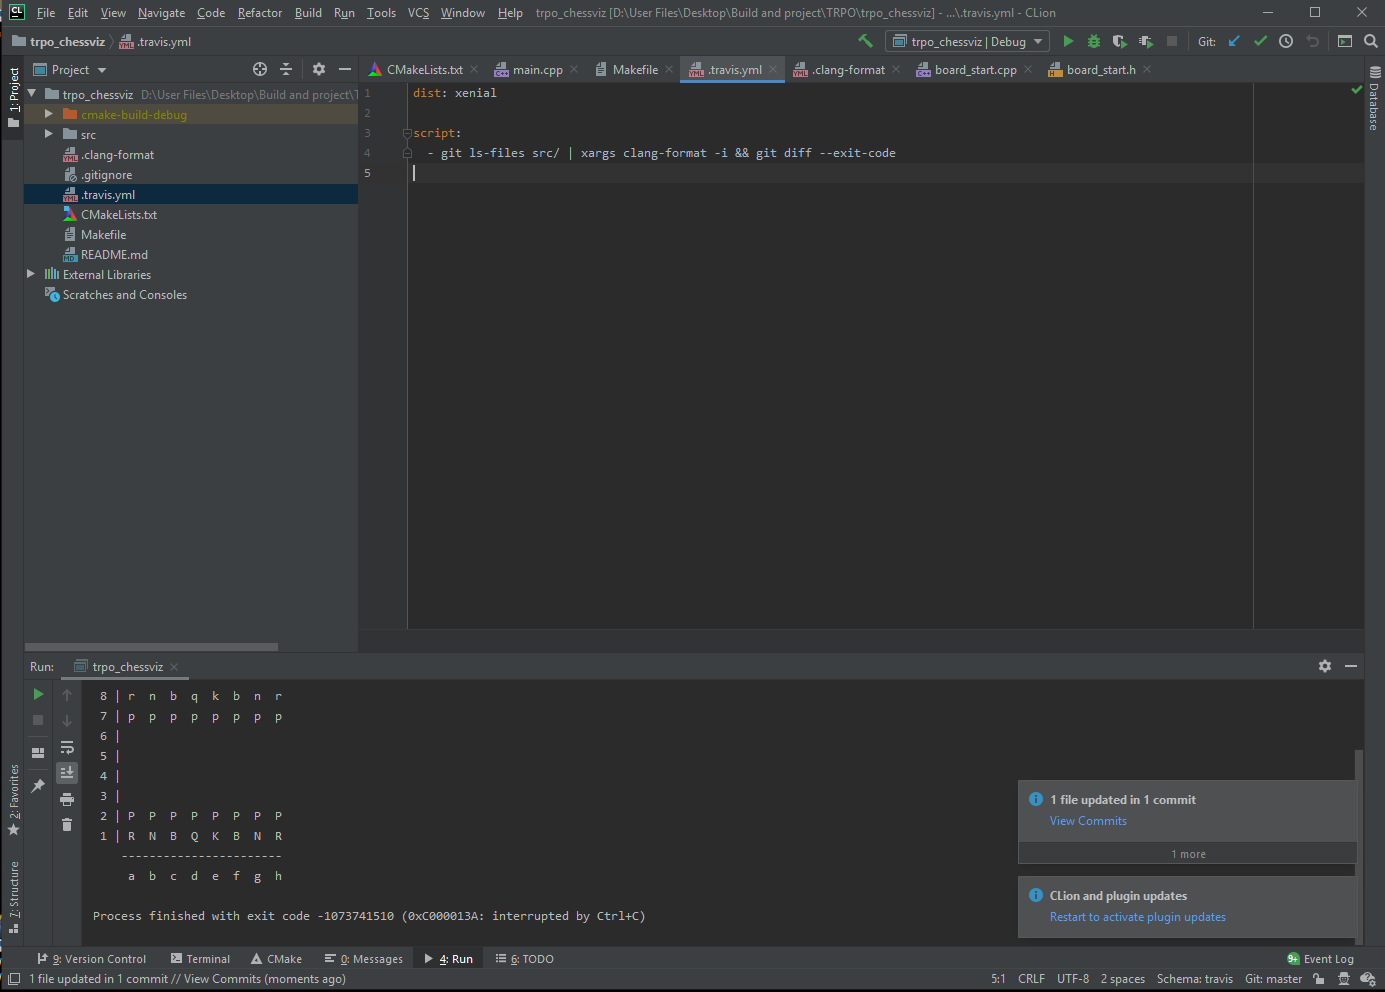 CL File Edit View Navigate Code Refactor Build Run Tools VCS Window Help trpo_chessviz [D:\User Files\Desktop\Build and project\TRPO\trpo_chessviz] - ...\.travis.yml - CLion
trpo_chessviz .travis.yml trpo_chessviz | Debug Git:
Project
CMakeLists.txt main.cpp Makefile .travis.yml .clang-format board_start.cpp board_start.h
1: Project
trpo_chessviz D:\User Files\Desktop\Build and project\T
cmake-build-debug
src
.clang-format
.gitignore
.travis.yml
CMakeLists.txt
Makefile
README.md
External Libraries
Scratches and Consoles
1 dist: xenial
2
3 script:
4 - git ls-files src/ | xargs clang-format -i && git diff --exit-code
5
Database
Run: trpo_chessviz
8 | r n b q k b n r
7 | p p p p p p p p
6 |
5 |
4 |
3 |
2 | P P P P P P P P
1 | R N B Q K B N R
-----------------------
a b c d e f g h
Process finished with exit code -1073741510 (0xC000013A: interrupted by Ctrl+C)
2: Favorites
7: Structure
1 file updated in 1 commit
View Commits
1 more
CLion and plugin updates
Restart to activate plugin updates
9: Version Control Terminal CMake 0: Messages 4: Run 6: TODO 9+ Event Log
1 file updated in 1 commit // View Commits (moments ago) 5:1 CRLF UTF-8 2 spaces Schema: travis Git: master